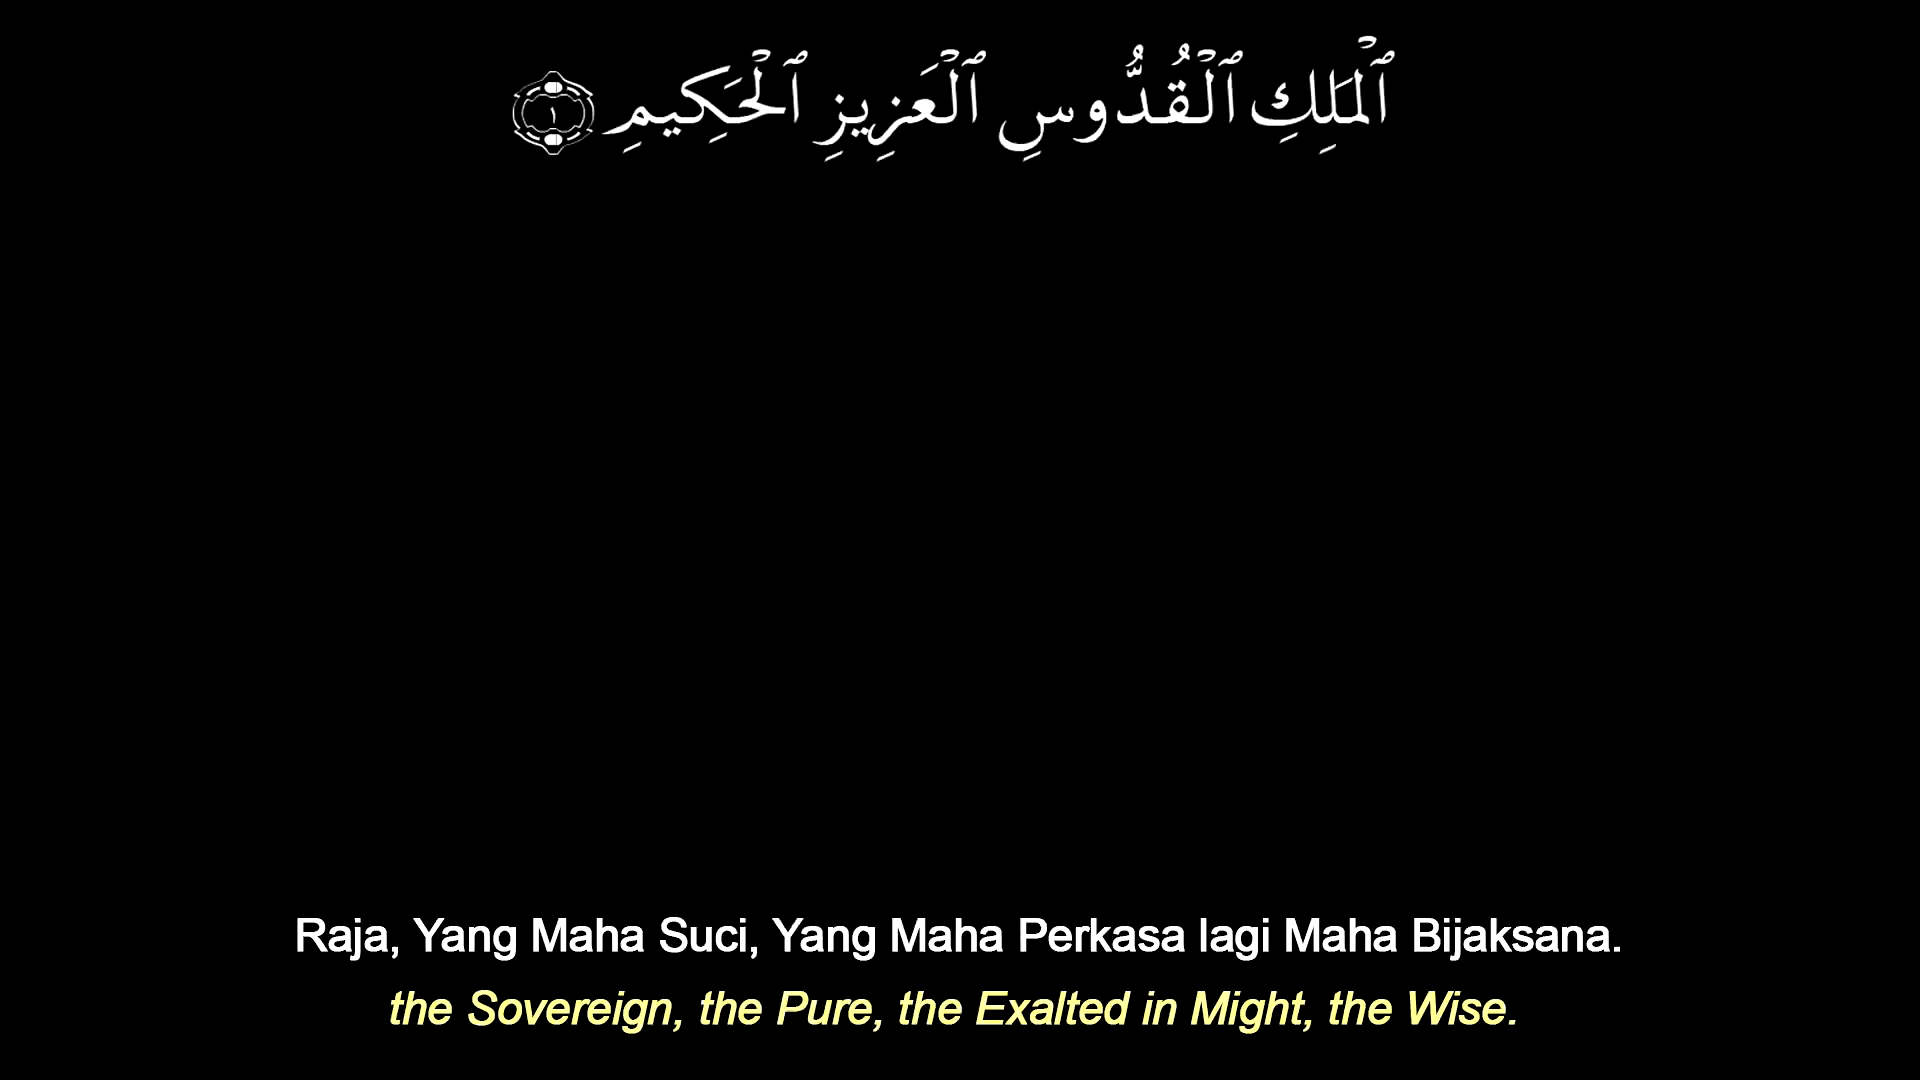 ٱلْمَلِكِ ٱلْقُدُّوسِ ٱلْعَزِيزِ ٱلْحَكِيمِ ١
Raja, Yang Maha Suci, Yang Maha Perkasa lagi Maha Bijaksana.
the Sovereign, the Pure, the Exalted in Might, the Wise.